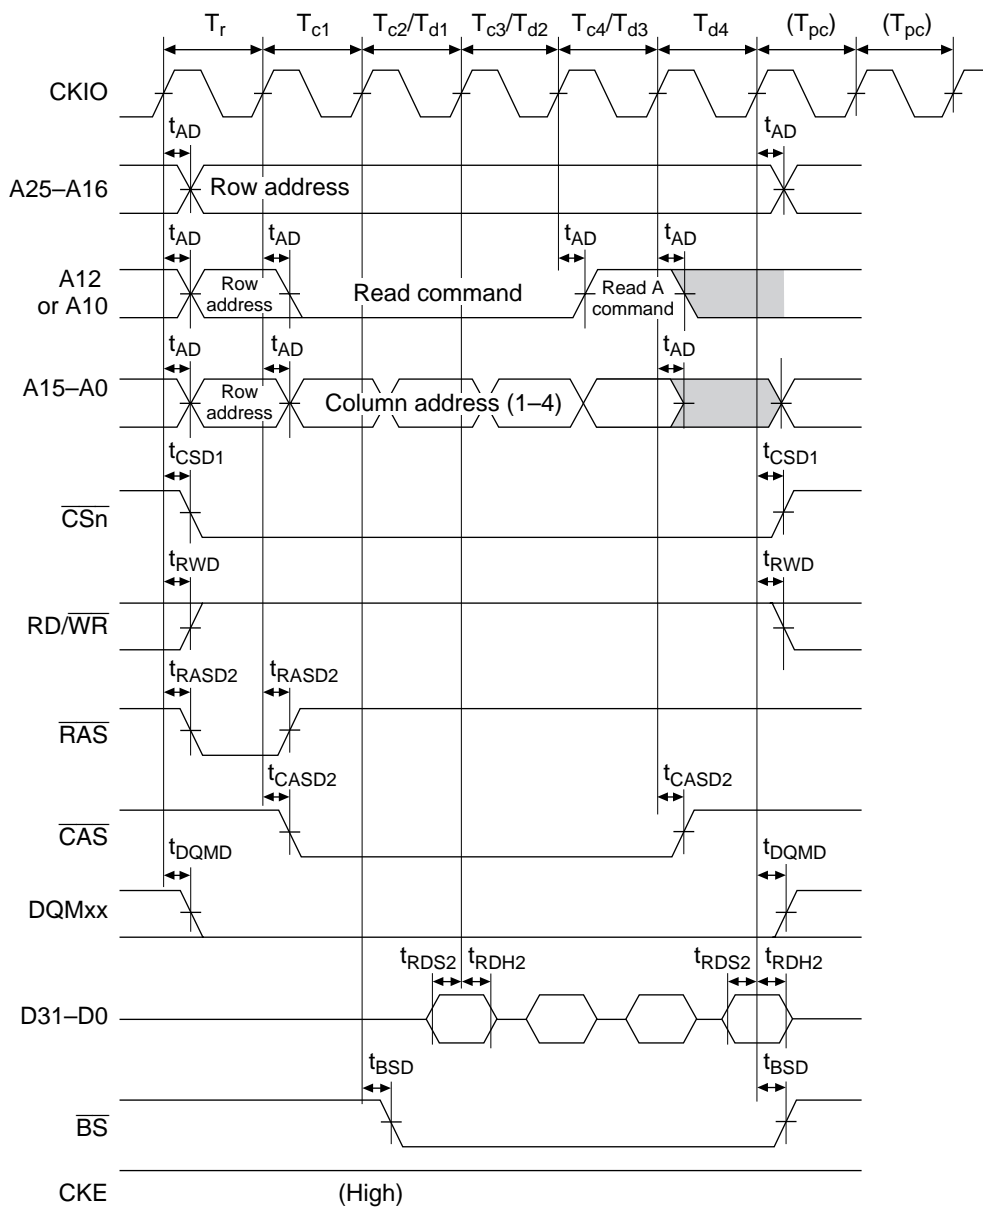 Tr Tc1 Tc2/Td1 Tc3/Td2 Tc4/Td3 Td4 (Tpc) (Tpc)
CKIO
tAD tAD
A25–A16 Row address
tAD tAD tAD tAD
A12 or A10 Row address Read command Read A command
tAD tAD tAD
A15–A0 Row address Column address (1–4)
tCSD1 tCSD1
CSn
tRWD tRWD
RD/WR
tRASD2 tRASD2
RAS
tCASD2 tCASD2
CAS
tDQMD tDQMD
DQMxx
tRDS2 tRDH2 tRDS2 tRDH2
D31–D0
tBSD tBSD
BS
CKE (High)